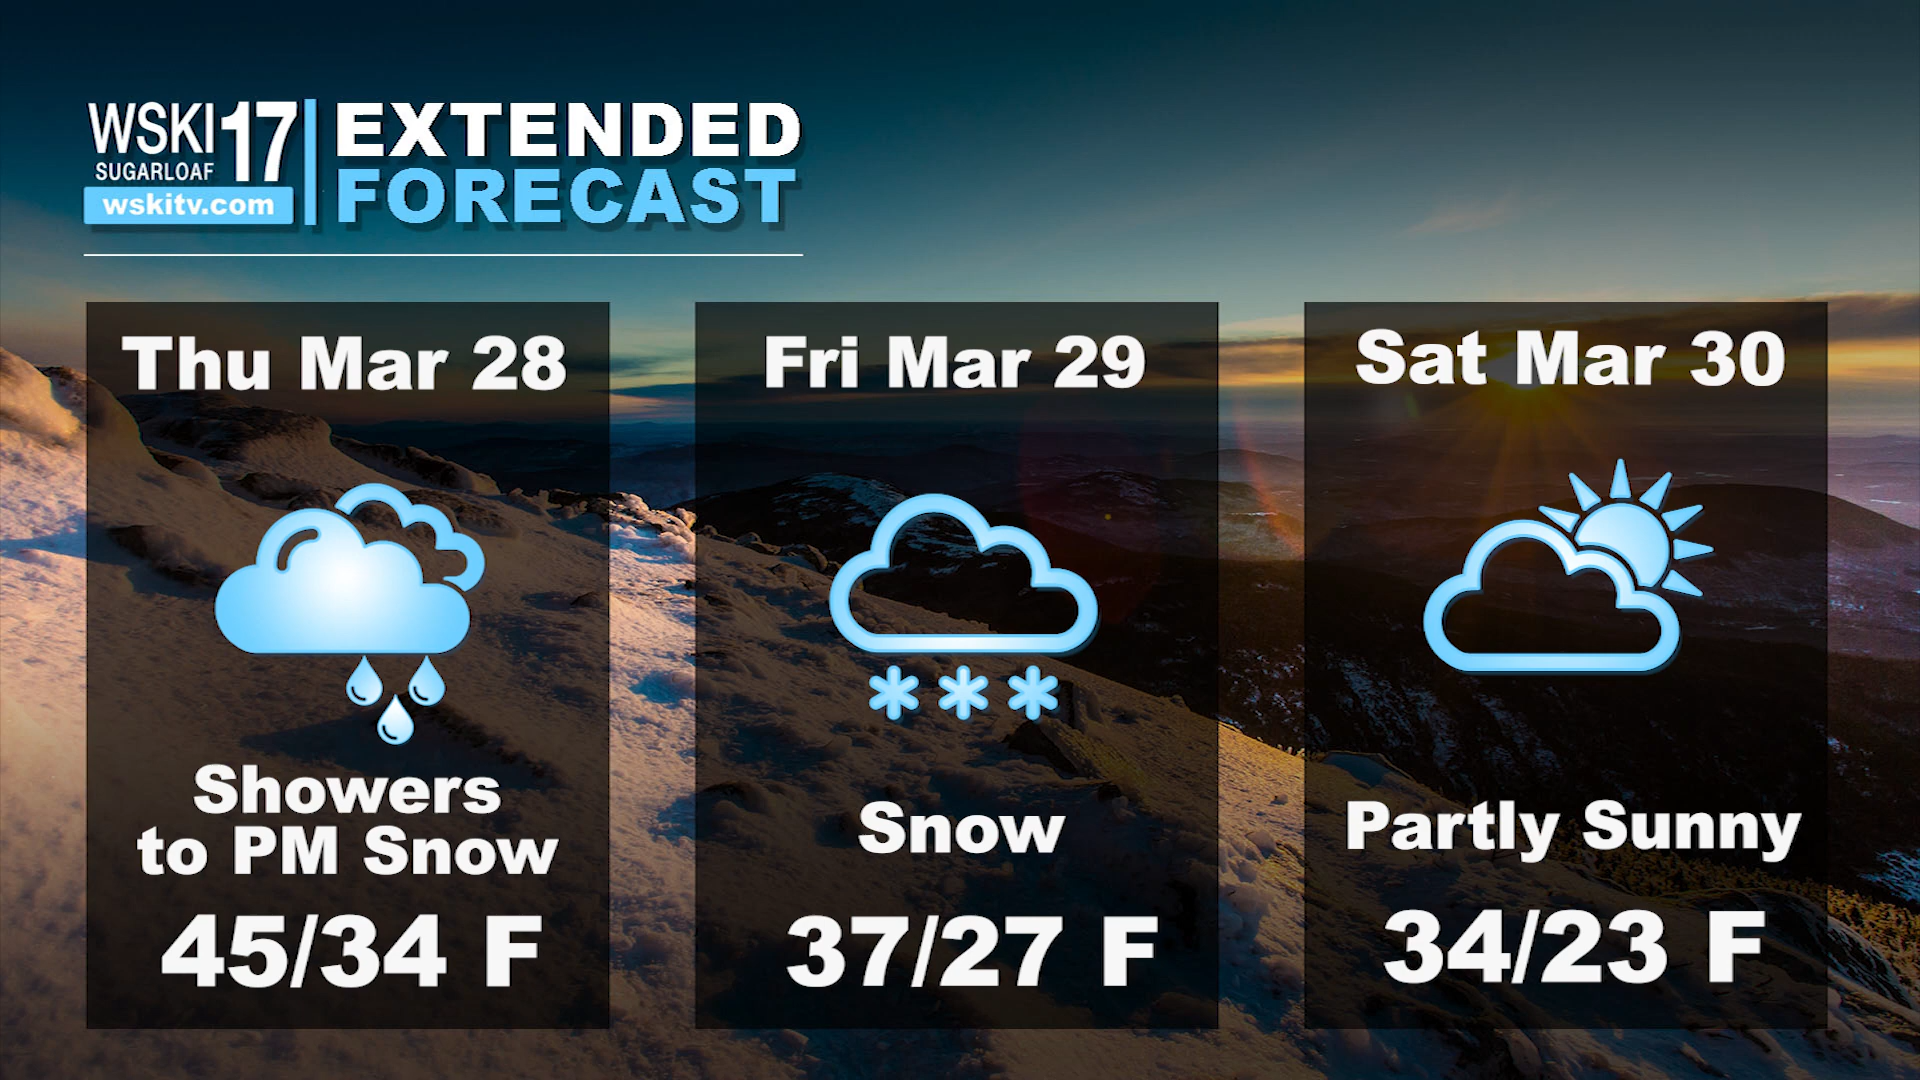 WSKI 17
SUGARLOAF
wskitv.com
EXTENDED
FORECAST
Thu Mar 28
Showers
to PM Snow
45/34 F
Fri Mar 29
Snow
37/27 F
Sat Mar 30
Partly Sunny
34/23 F